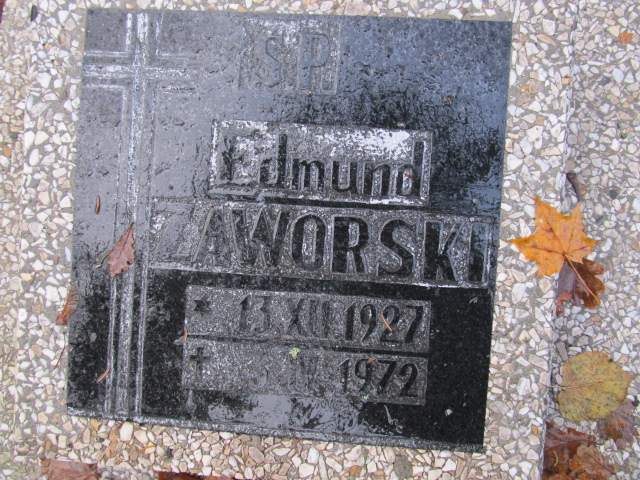 Ś.P.
Edmund
ZAWORSKI
* 13 XII 1927
✝ 1972